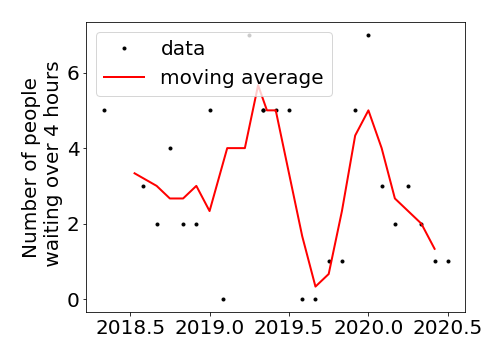 data
moving average
Number of people
waiting over 4 hours
6
4
2
0
2018.5 2019.0 2019.5 2020.0 2020.5